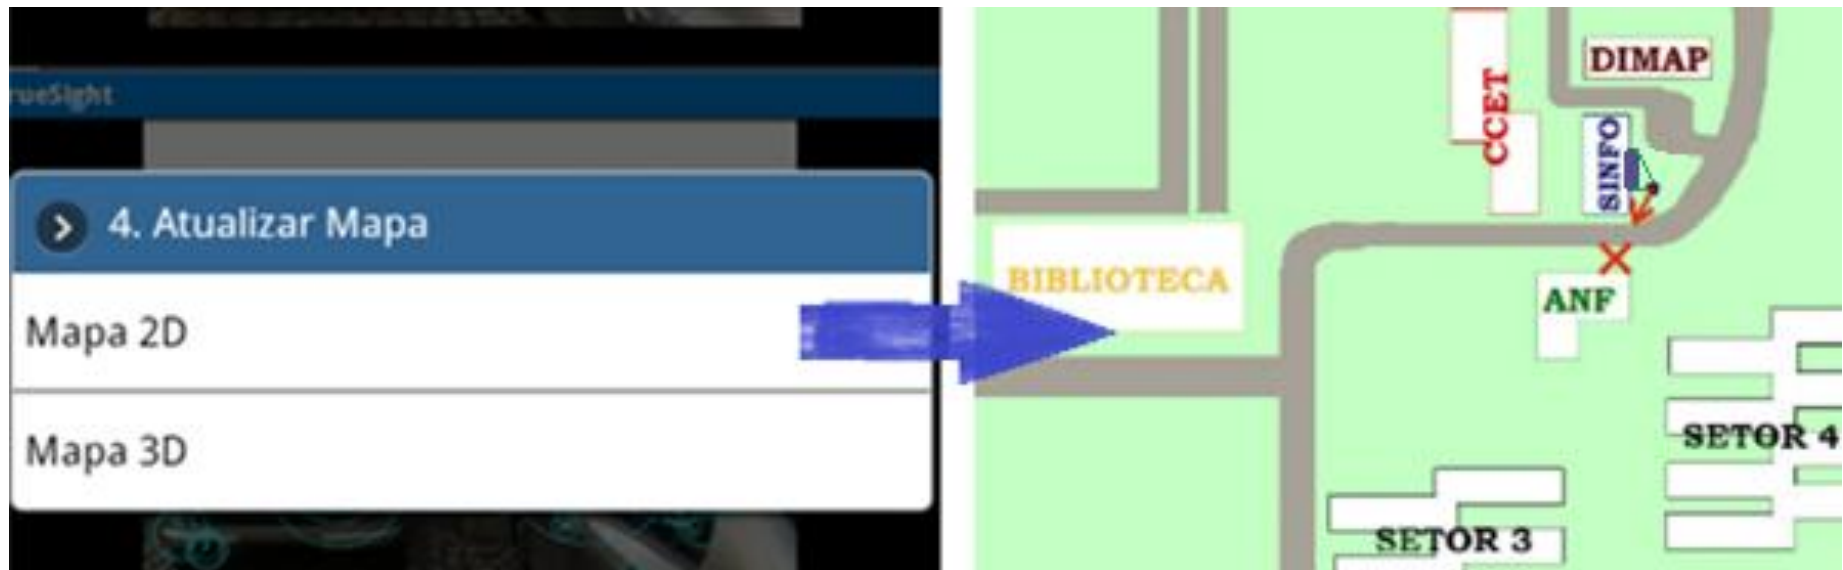 rueSight
4. Atualizar Mapa
Mapa 2D
Mapa 3D
DIMAP
CCET
SINFO
BIBLIOTECA
ANF
SETOR 4
SETOR 3